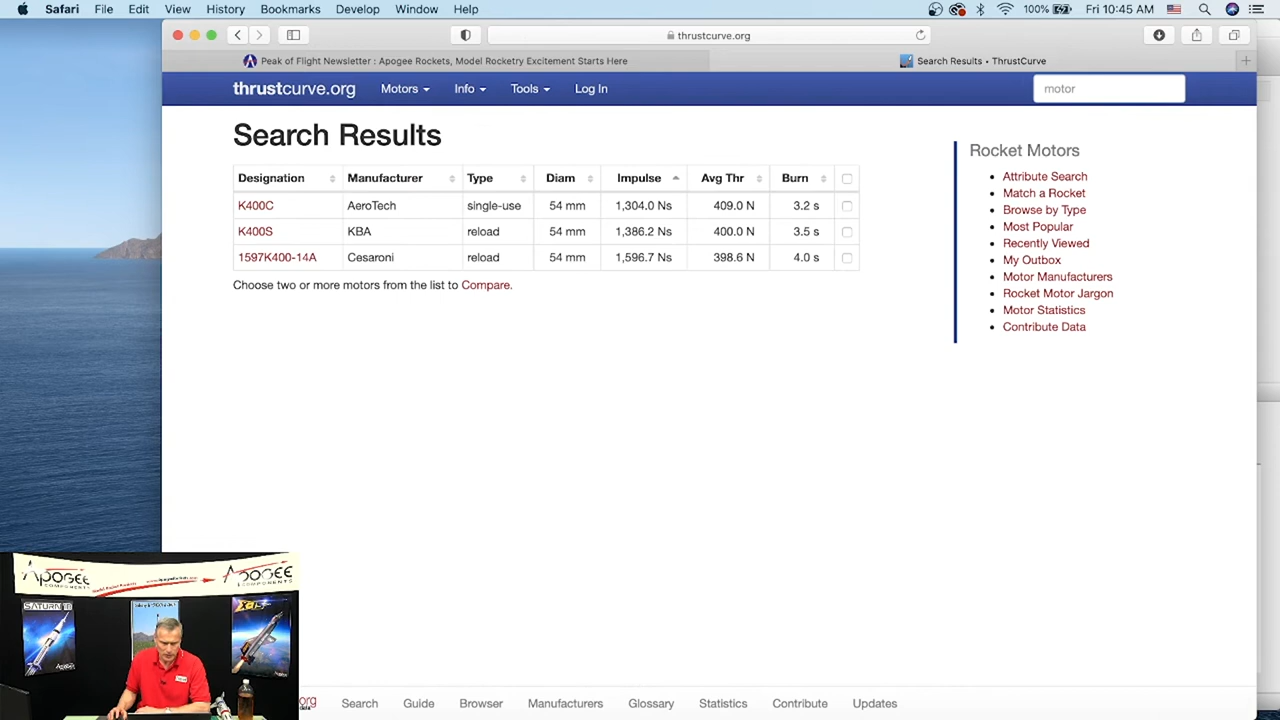 Safari File Edit View History Bookmarks Develop Window Help 100% Fri 10:45 AM
thrustcurve.org
Peak of Flight Newsletter : Apogee Rockets, Model Rocketry Excitement Starts Here
Search Results • ThrustCurve
thrustcurve.org Motors Info Tools Log In motor
Search Results
Designation Manufacturer Type Diam Impulse Avg Thr Burn
K400C AeroTech single-use 54 mm 1,304.0 Ns 409.0 N 3.2 s
K400S KBA reload 54 mm 1,386.2 Ns 400.0 N 3.5 s
1597K400-14A Cesaroni reload 54 mm 1,596.7 Ns 398.6 N 4.0 s
Choose two or more motors from the list to Compare.
Rocket Motors
Attribute Search
Match a Rocket
Browse by Type
Most Popular
Recently Viewed
My Outbox
Motor Manufacturers
Rocket Motor Jargon
Motor Statistics
Contribute Data
Apogee
COMPONENTS
Apogee
COMPONENTS
SATURN 1B
org Search Guide Browser Manufacturers Glossary Statistics Contribute Updates